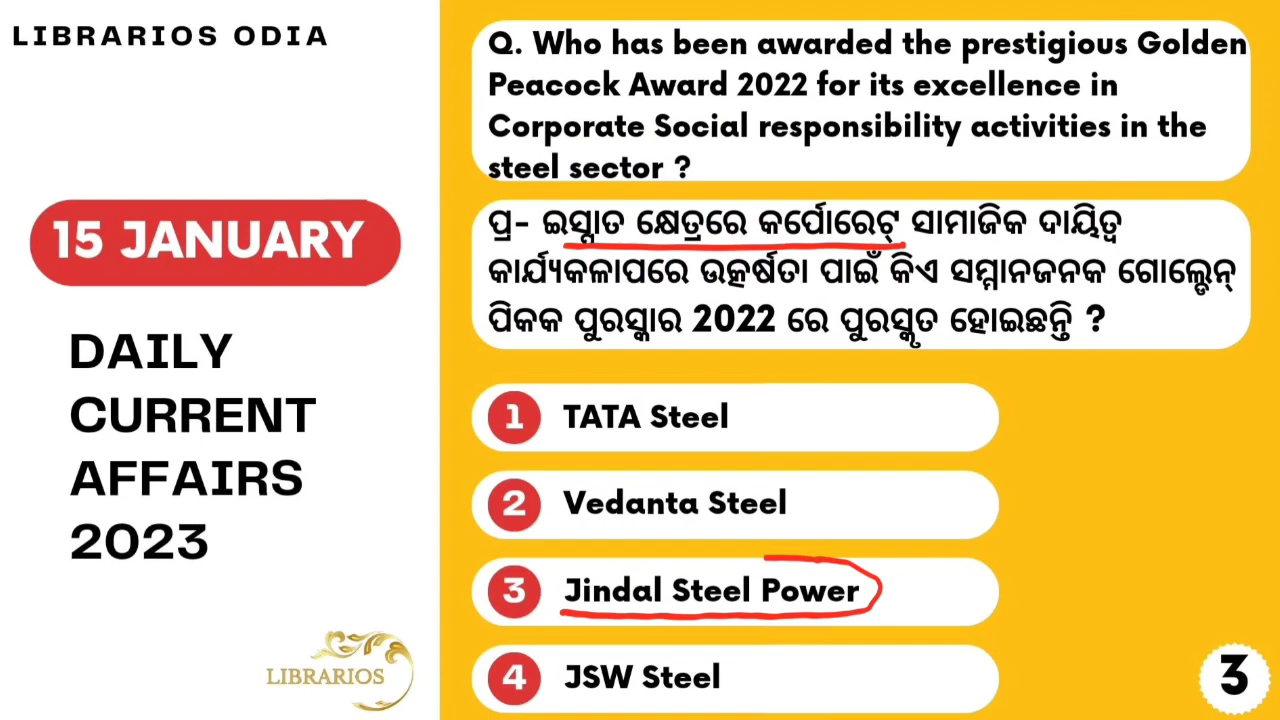 LIBRARIOS ODIA
15 JANUARY
DAILY
CURRENT
AFFAIRS
2023
LIBRARIOS
Q. Who has been awarded the prestigious Golden
Peacock Award 2022 for its excellence in
Corporate Social responsibility activities in the
steel sector ?
ପ୍ର- ଇସ୍ପାତ କ୍ଷେତ୍ରରେ କର୍ପୋରେଟ୍ ସାମାଜିକ ଦାୟିତ୍ୱ
କାର୍ଯ୍ୟକଳାପରେ ଉତ୍କର୍ଷତା ପାଇଁ କିଏ ସମ୍ମାନଜନକ ଗୋଲ୍ଡେନ୍
ପିକକ ପୁରସ୍କାର 2022 ରେ ପୁରସ୍କୃତ ହୋଇଛନ୍ତି ?
1 TATA Steel
2 Vedanta Steel
3 Jindal Steel Power
4 JSW Steel
3